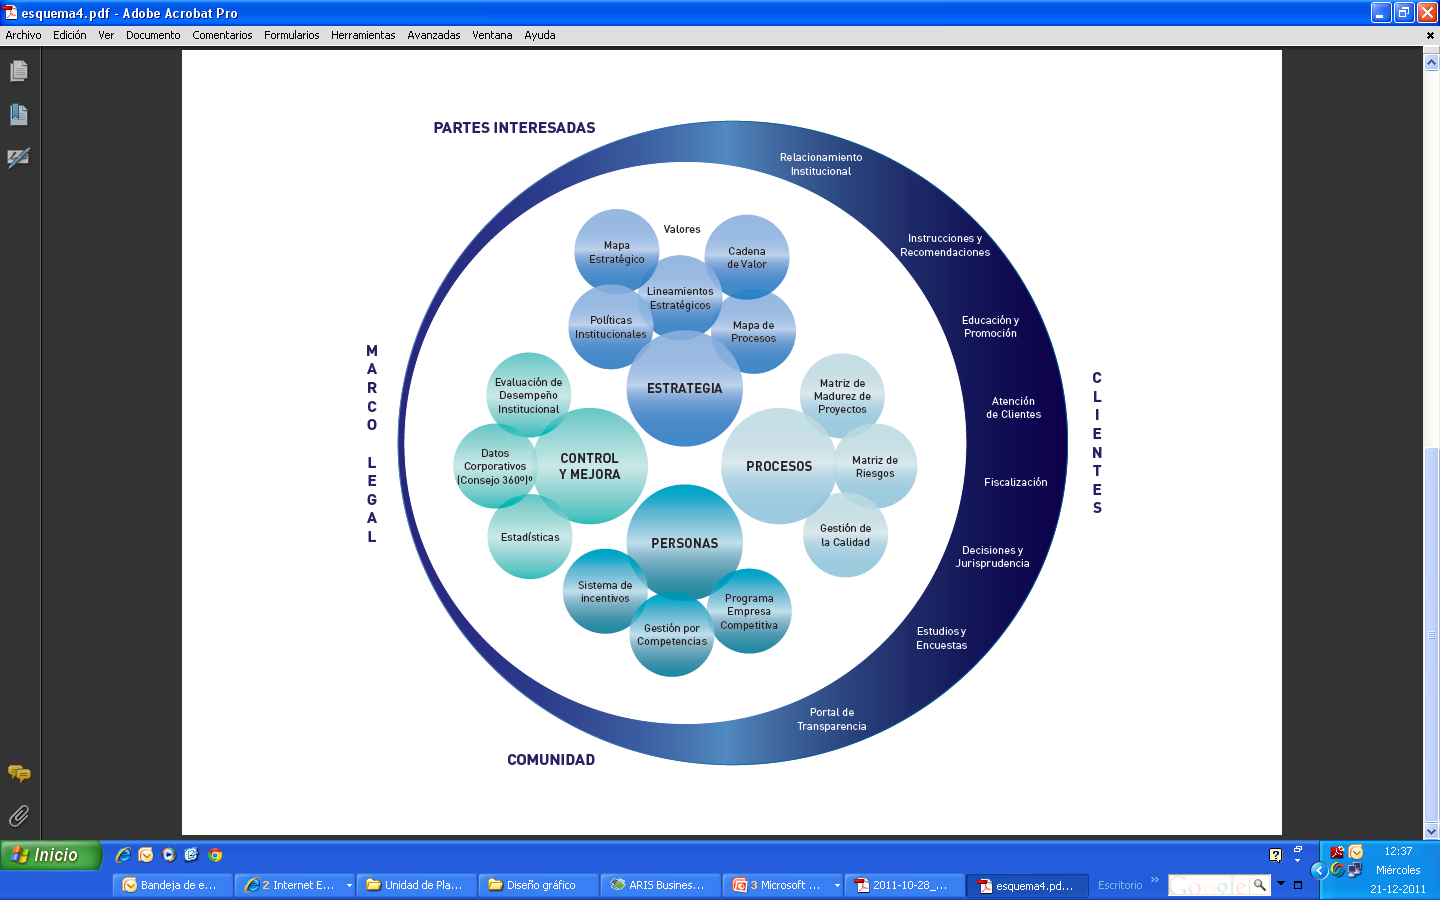 esquema4.pdf - Adobe Acrobat Pro
Archivo Edición Ver Documento Comentarios Formularios Herramientas Avanzadas Ventana Ayuda
PARTES INTERESADAS
Relacionamiento
Institucional
Instrucciones y
Recomendaciones
Educación y
Promoción
Atención
de Clientes
Fiscalización
Decisiones y
Jurisprudencia
Estudios y
Encuestas
Portal de
Transparencia
CLIENTES
MARCO LEGAL
COMUNIDAD
Valores
Mapa
Estratégico
Cadena
de Valor
Lineamientos
Estratégicos
Políticas
Institucionales
Mapa de
Procesos
ESTRATEGIA
Evaluación de
Desempeño
Institucional
Datos
Corporativos
(Consejo 360º)º
Estadísticas
CONTROL
Y MEJORA
PROCESOS
Matriz de
Madurez de
Proyectos
Matriz de
Riesgos
Gestión de
la Calidad
PERSONAS
Sistema de
incentivos
Gestión por
Competencias
Programa
Empresa
Competitiva
Inicio
Bandeja de e...
2 Internet E...
Unidad de Pla...
Diseño gráfico
ARIS Business...
3 Microsoft ...
2011-10-28_...
esquema4.pd...
Escritorio
Google
12:37
Miércoles
21-12-2011